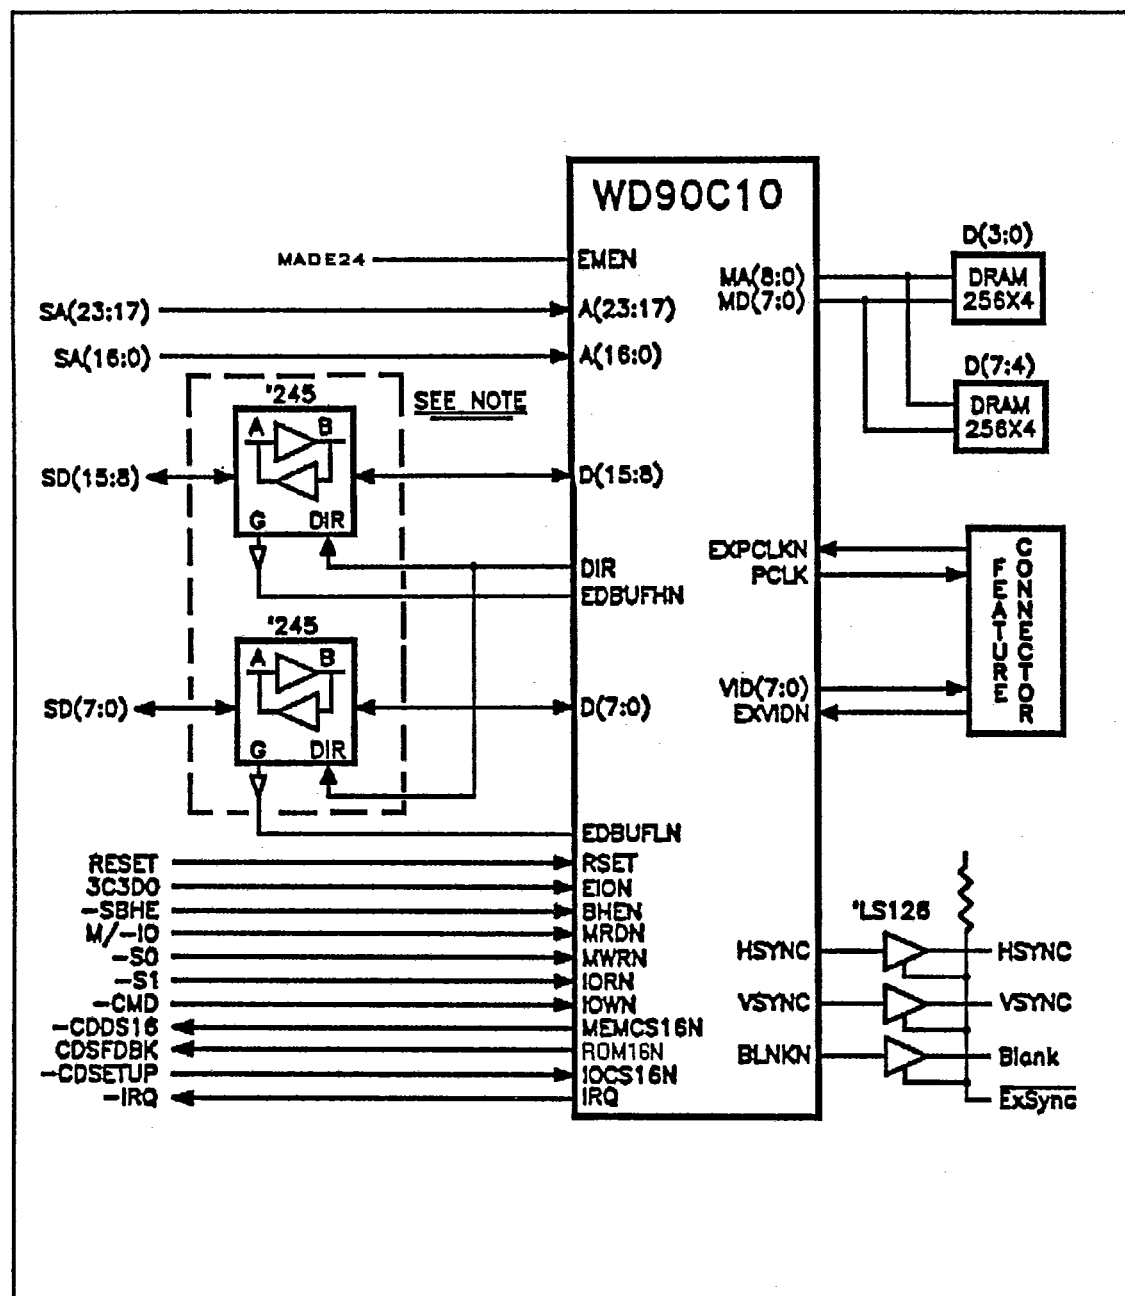 WD90C10
MADE24
EMEN
SA(23:17)
A(23:17)
SA(16:0)
A(16:0)
'245
SEE NOTE
A
B
SD(15:8)
D(15:8)
G
DIR
DIR
EDBUFHN
'245
A
B
SD(7:0)
D(7:0)
G
DIR
EDBUFLN
RESET
RSET
3C3D0
EION
-SBHE
BHEN
M/-IO
MRDN
-S0
MWRN
-S1
IORN
-CMD
IOWN
-CDDS16
MEMCS16N
CDSFDBK
ROM16N
-CDSETUP
IOCS16N
-IRQ
IRQ
MA(8:0)
MD(7:0)
D(3:0)
DRAM
256X4
D(7:4)
DRAM
256X4
EXPCLKN
PCLK
VID(7:0)
EXVIDN
FEATURE
CONNECTOR
'LS126
HSYNC
HSYNC
VSYNC
VSYNC
BLNKN
Blank
ExSync